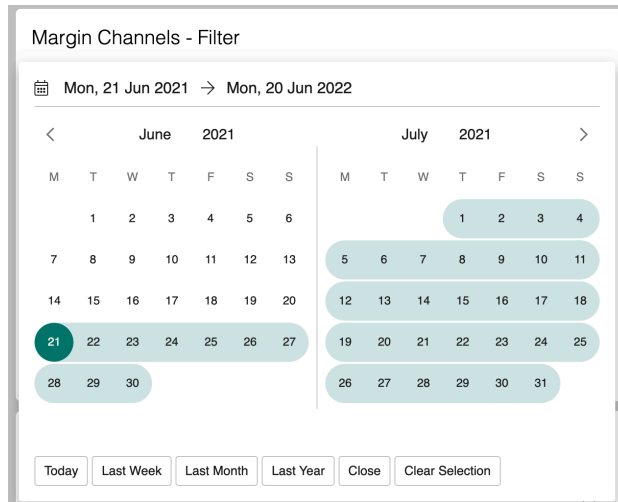 Margin Channels - Filter
Mon, 21 Jun 2021 → Mon, 20 Jun 2022
June 2021
M T W T F S S
1 2 3 4 5 6
7 8 9 10 11 12 13
14 15 16 17 18 19 20
21 22 23 24 25 26 27
28 29 30
July 2021
M T W T F S S
1 2 3 4
5 6 7 8 9 10 11
12 13 14 15 16 17 18
19 20 21 22 23 24 25
26 27 28 29 30 31
Today Last Week Last Month Last Year Close Clear Selection